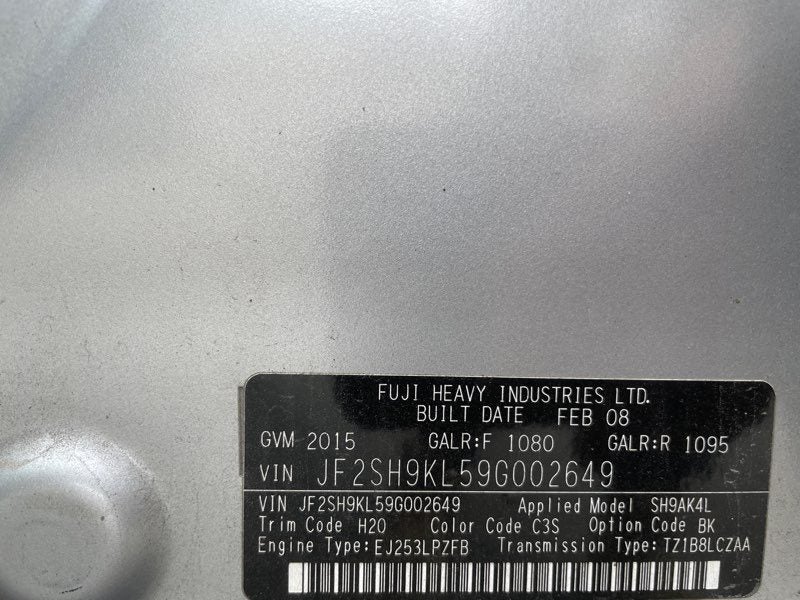 FUJI HEAVY INDUSTRIES LTD.
BUILT DATE FEB 08
GVM 2015 GALR:F 1080 GALR:R 1095
VIN JF2SH9KL59G002649
VIN JF2SH9KL59G002649 Applied Model SH9AK4L
Trim Code H20 Color Code C3S Option Code BK
Engine Type:EJ253LPZFB Transmission Type:TZ1B8LCZAA